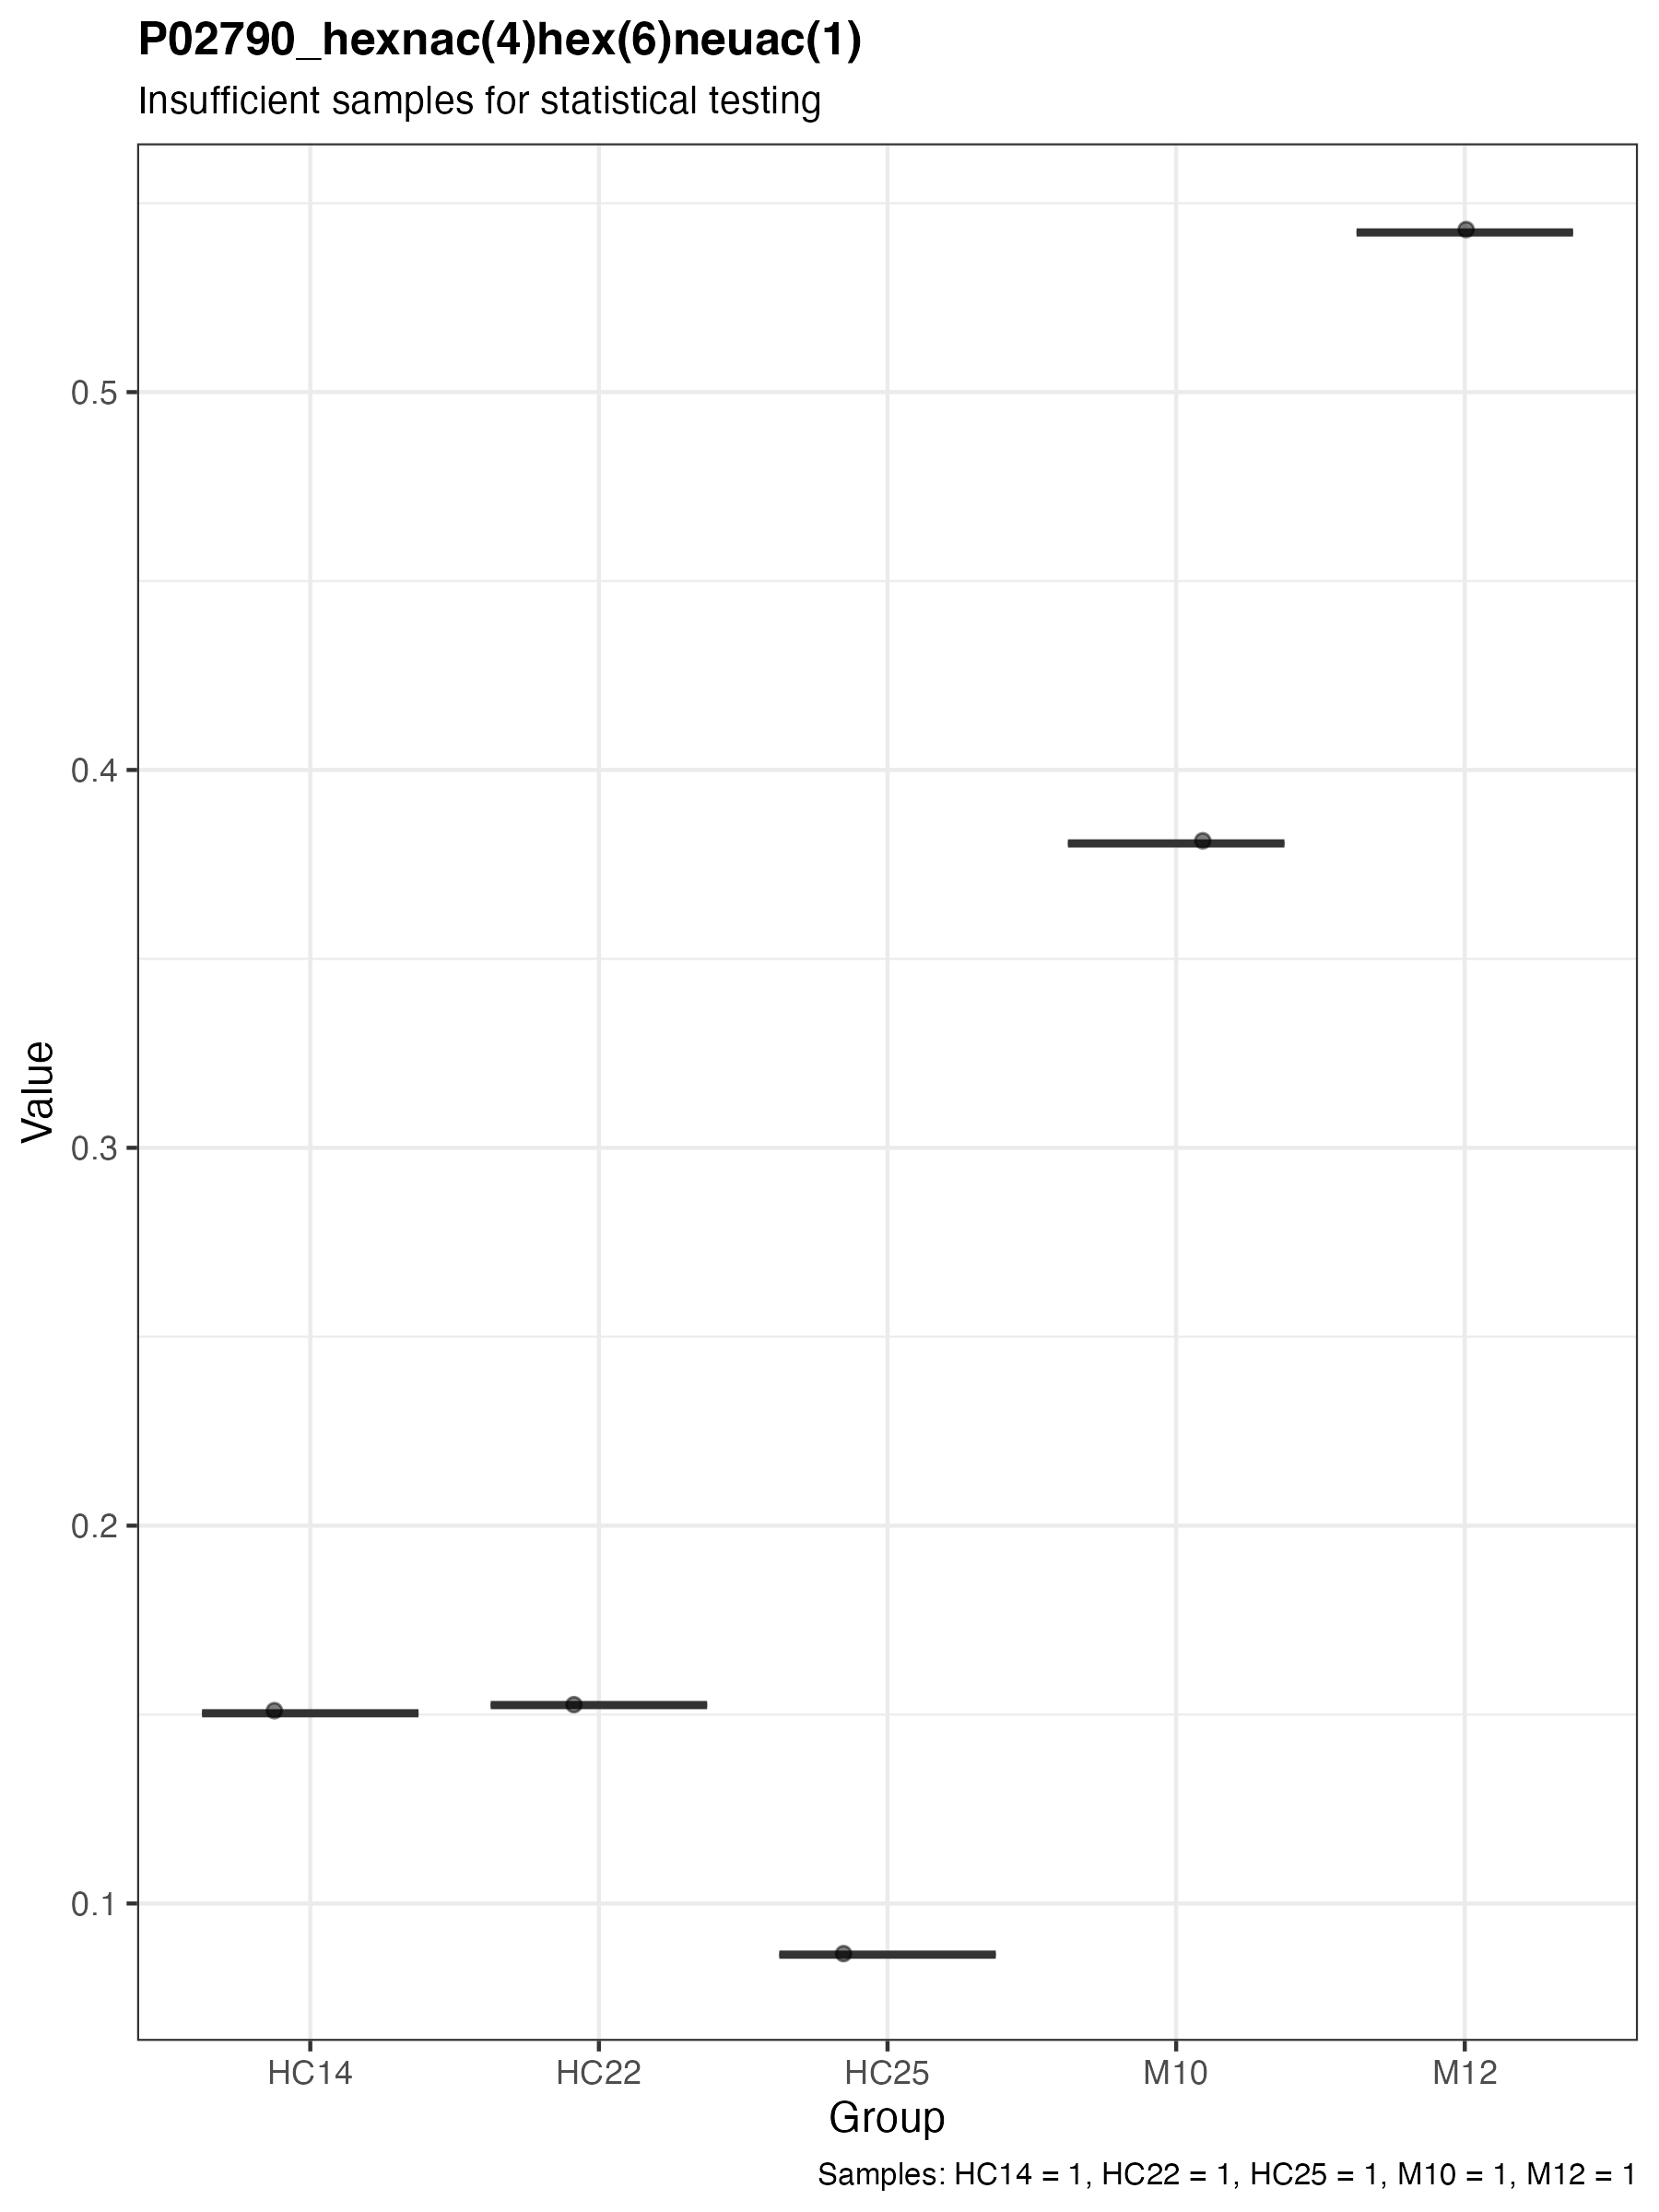 P02790_hexnac(4)hex(6)neuac(1)
Insufficient samples for statistical testing
Value
0.5
0.4
0.3
0.2
0.1
HC14 HC22 HC25 M10 M12
Group
Samples: HC14 = 1, HC22 = 1, HC25 = 1, M10 = 1, M12 = 1